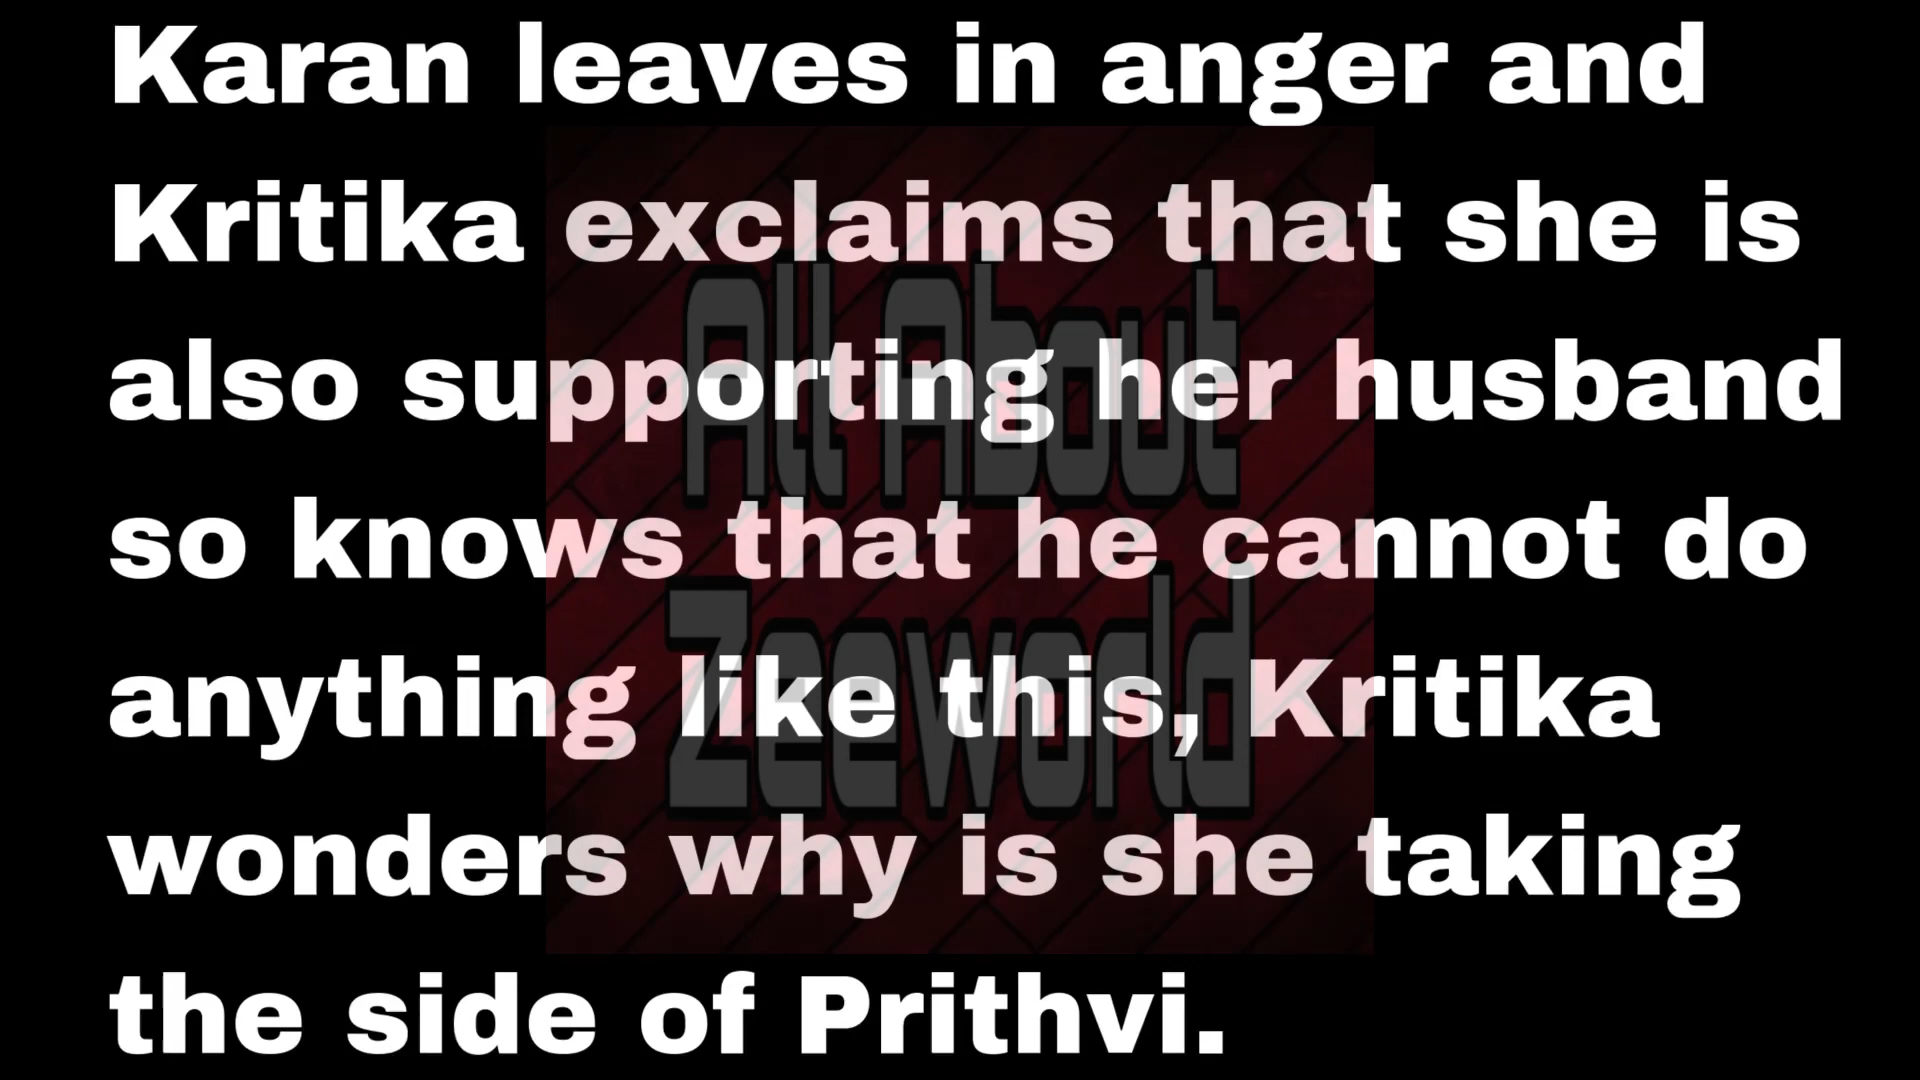 Karan leaves in anger and
Kritika exclaims that she is
also supporting her husband
so knows that he cannot do
anything like this, Kritika
wonders why is she taking
the side of Prithvi.
All About
Zeeworld